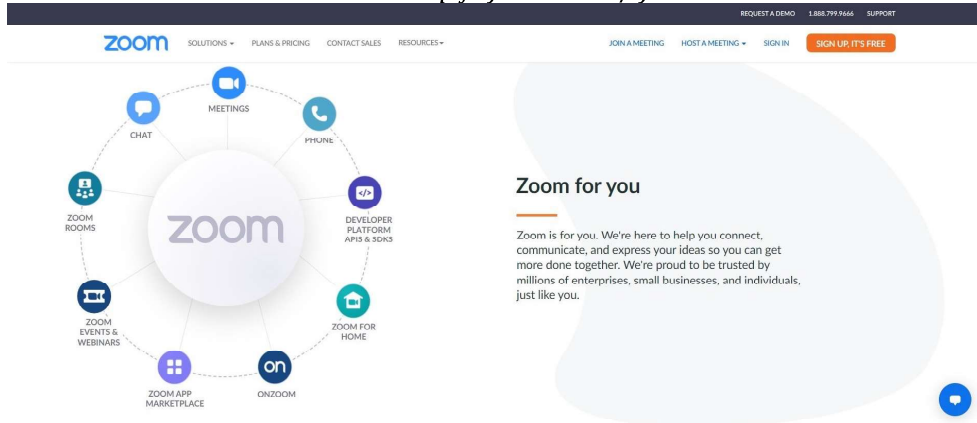 REQUEST A DEMO 1.888.799.9666 SUPPORT
zoom SOLUTIONS PLANS & PRICING CONTACT SALES RESOURCES JOIN A MEETING HOST A MEETING SIGN IN SIGN UP, IT'S FREE
MEETINGS
CHAT
PHONE
ZOOM
ROOMS
zoom
DEVELOPER
PLATFORM
APIS & SDKS
ZOOM
EVENTS &
WEBINARS
ZOOM FOR
HOME
ZOOM APP
MARKETPLACE
on
ONZOOM
Zoom for you
Zoom is for you. We're here to help you connect,
communicate, and express your ideas so you can get
more done together. We're proud to be trusted by
millions of enterprises, small businesses, and individuals,
just like you.